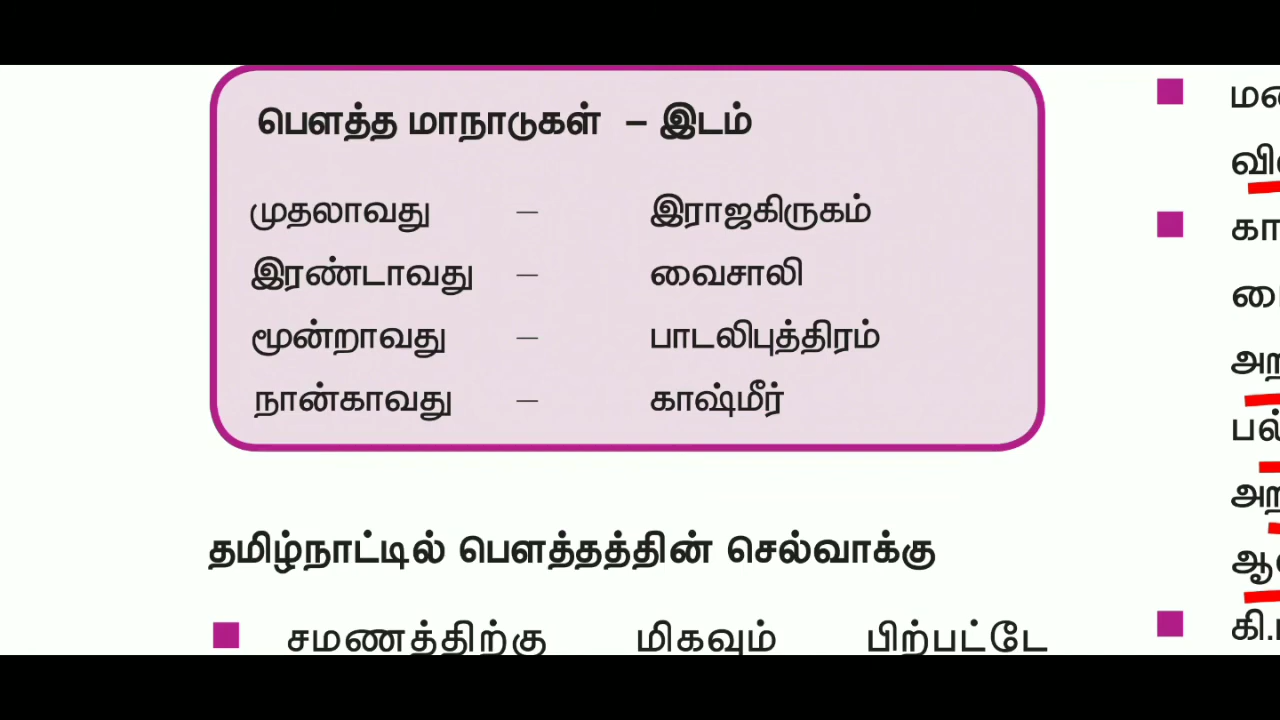 பௌத்த மாநாடுகள் – இடம்
முதலாவது – இராஜகிருகம்
இரண்டாவது – வைசாலி
மூன்றாவது – பாடலிபுத்திரம்
நான்காவது – காஷ்மீர்
தமிழ்நாட்டில் பௌத்தத்தின் செல்வாக்கு
■ சமணத்திற்கு மிகவும் பிற்பட்டே